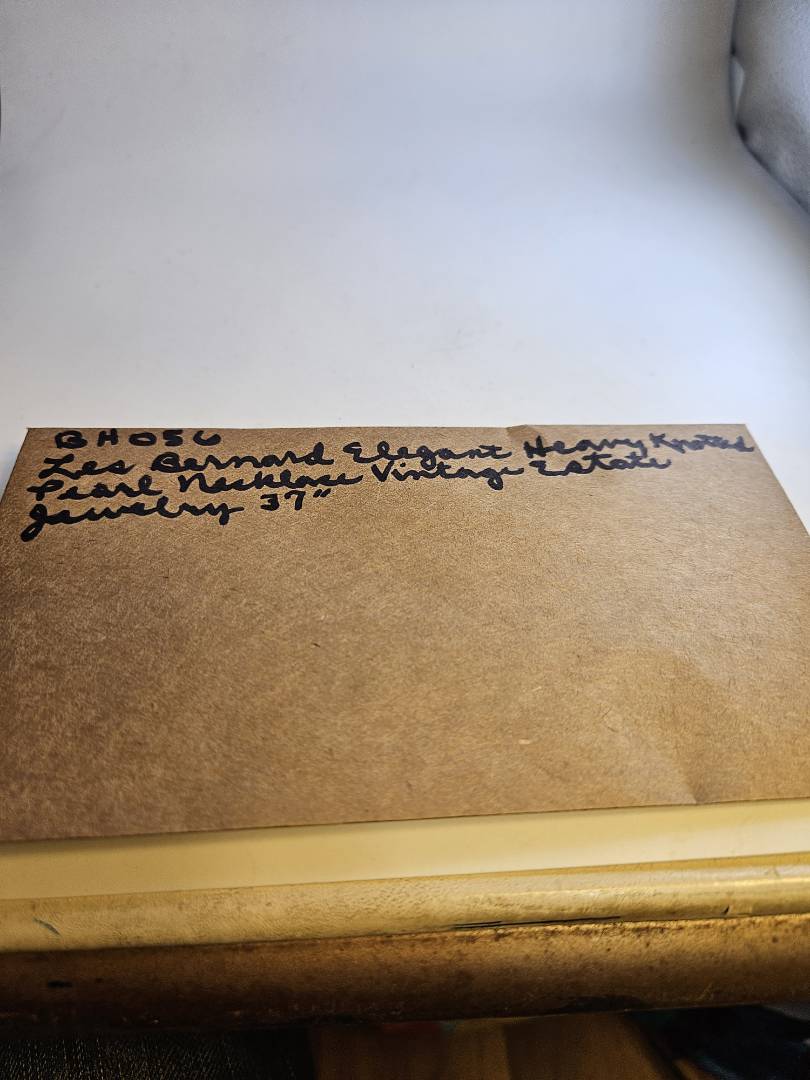 BH056
Les Bernard Elegant Heavy Knotted
Pearl Necklace Vintage Estate
Jewelry 37"